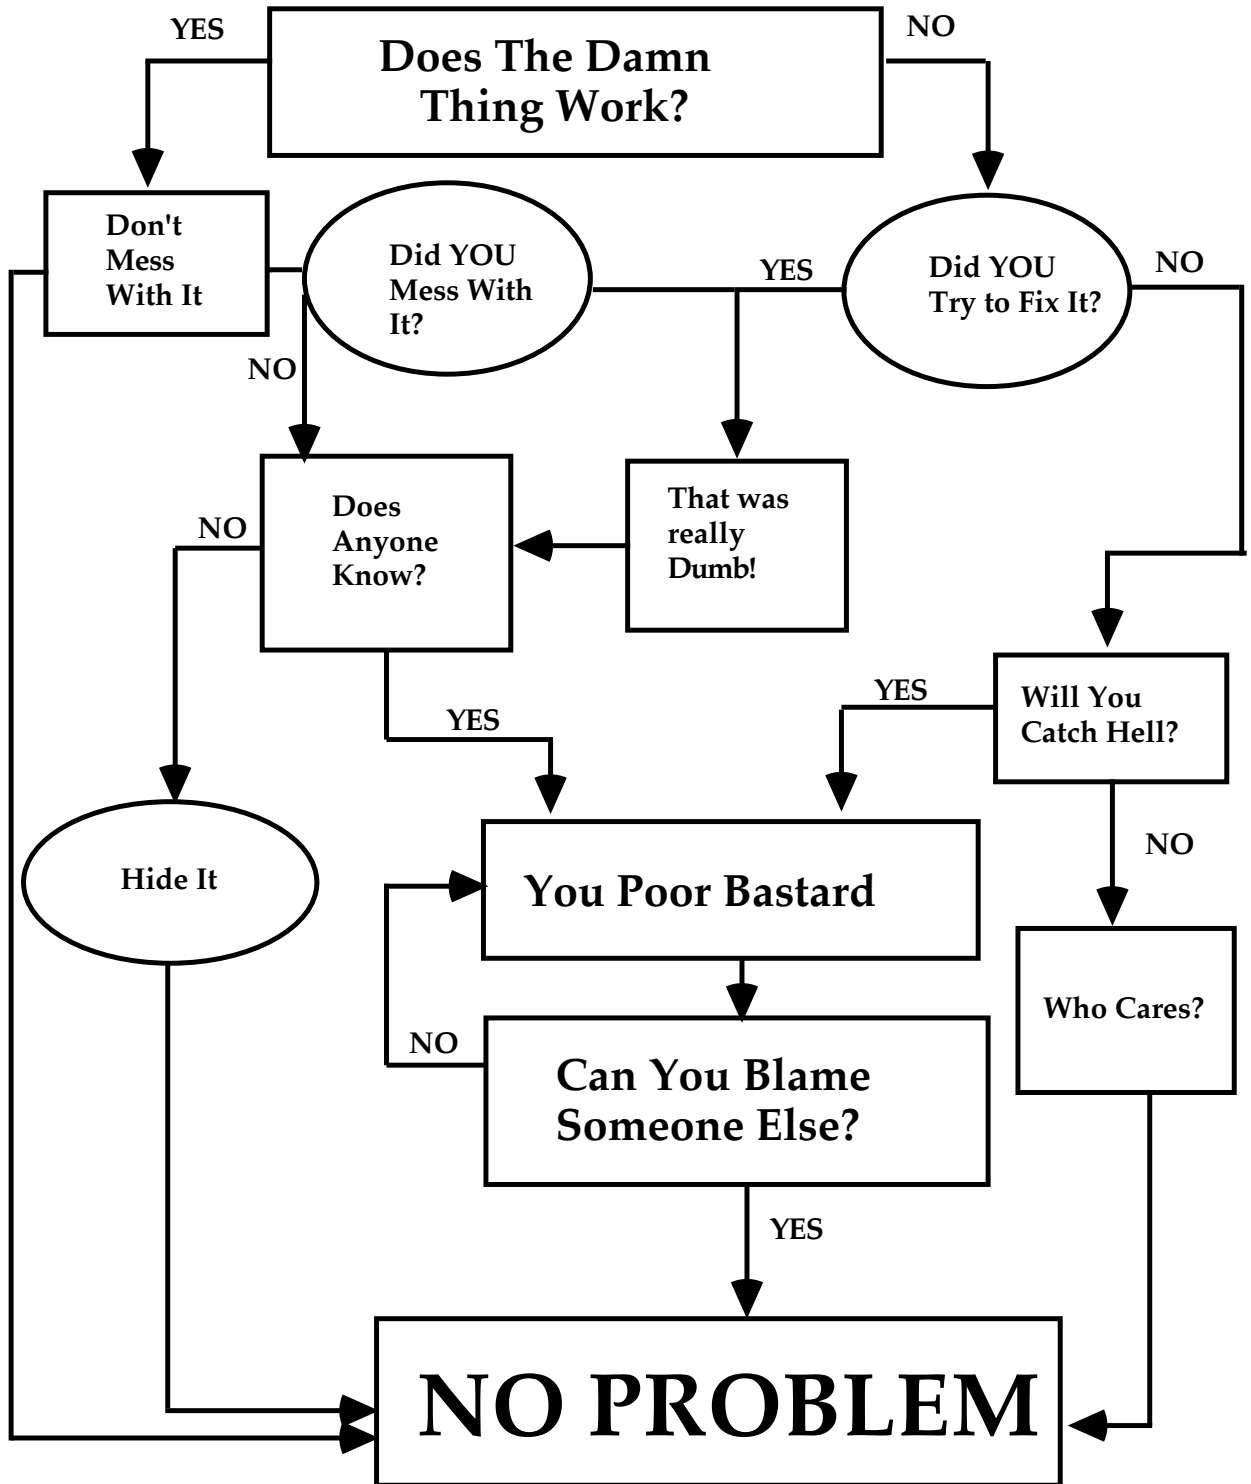 YES
NO
Does The Damn
Thing Work?
Don't
Mess
With It
Did YOU
Mess With
It?
YES
Did YOU
Try to Fix It?
NO
NO
Does
Anyone
Know?
NO
That was
really
Dumb!
YES
YES
Will You
Catch Hell?
NO
Hide It
You Poor Bastard
Who Cares?
NO
Can You Blame
Someone Else?
YES
NO PROBLEM